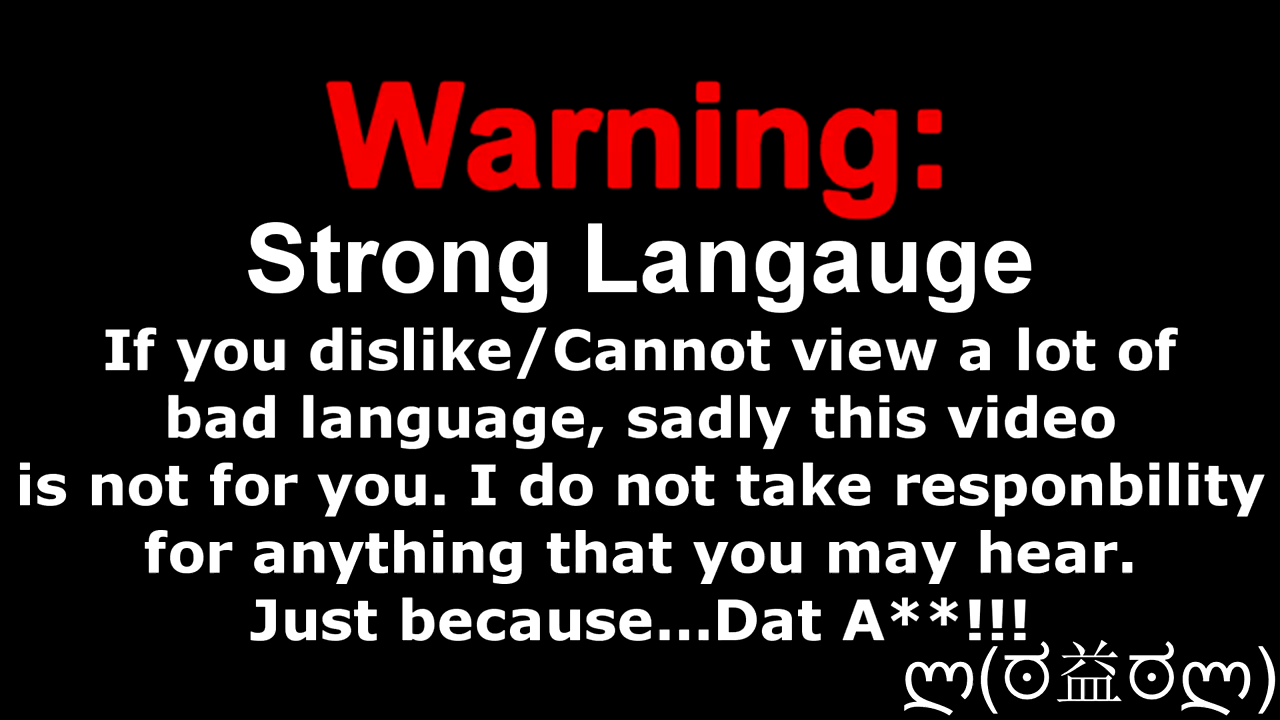 Warning:
Strong Langauge
If you dislike/Cannot view a lot of
bad language, sadly this video
is not for you. I do not take responbility
for anything that you may hear.
Just because...Dat A**!!!
ლ(ಠ益ಠლ)